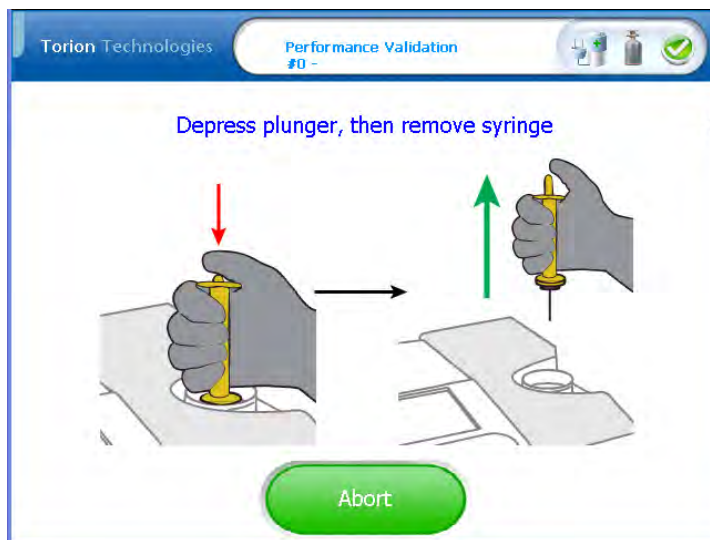 Torion Technologies
Performance Validation
#0 -
Depress plunger, then remove syringe
Abort